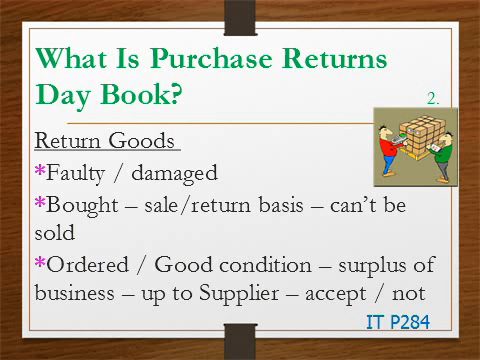 What Is Purchase Returns
Day Book?
2.
Return Goods
*Faulty / damaged
*Bought – sale/return basis – can't be
sold
*Ordered / Good condition – surplus of
business – up to Supplier – accept / not
IT P284